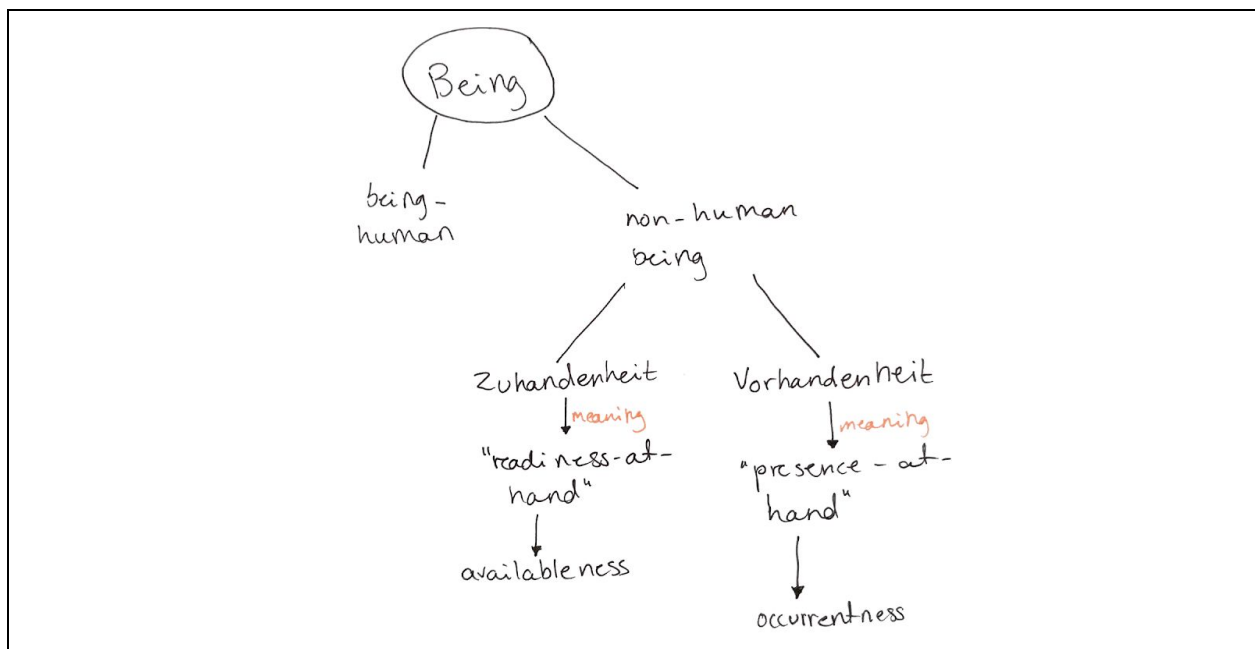 Being
being-
human
non-human
being
Zuhandenheit
meaning
"readiness-at-
hand"
availableness
Vorhandenheit
meaning
"presence-at-
hand"
occurrentness